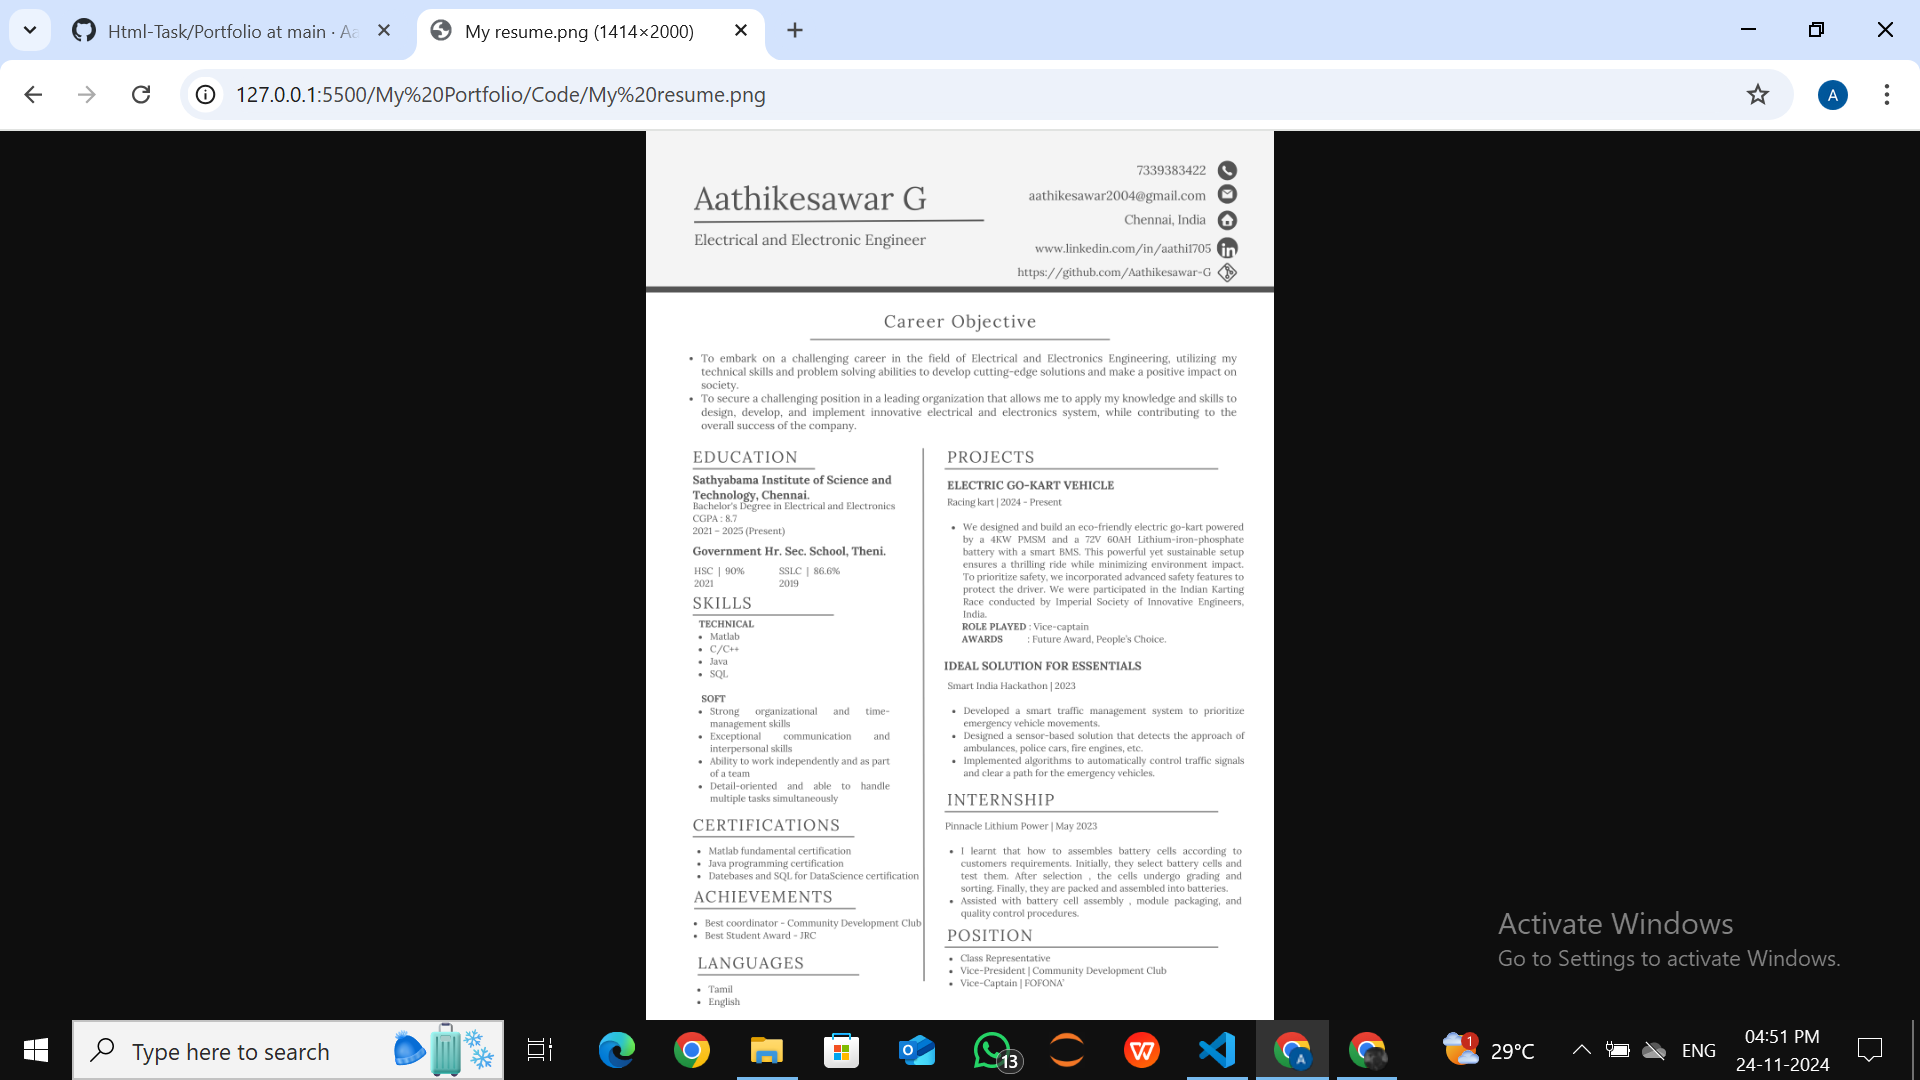 Html-Task/Portfolio at main · Aa
My resume.png (1414×2000)
127.0.0.1:5500/My%20Portfolio/Code/My%20resume.png
A
7339383422
Aathikesawar G
aathikesawar2004@gmail.com
Chennai, India
Electrical and Electronic Engineer
www.linkedin.com/in/aathi1705
in
https://github.com/Aathikesawar-G
Career Objective
• To embark on a challenging career in the field of Electrical and Electronics Engineering, utilizing my
technical skills and problem solving abilities to develop cutting-edge solutions and make a positive impact on
society.
• To secure a challenging position in a leading organization that allows me to apply my knowledge and skills to
design, develop, and implement innovative electrical and electronics system, while contributing to the
overall success of the company.
EDUCATION
Sathyabama Institute of Science and
Technology, Chennai.
Bachelor's Degree in Electrical and Electronics
CGPA : 8.7
2021 – 2025 (Present)
Government Hr. Sec. School, Theni.
HSC | 90% SSLC | 86.6%
2021 2019
SKILLS
TECHNICAL
• Matlab
• C/C++
• Java
• SQL
SOFT
• Strong organizational and time-
management skills
• Exceptional communication and
interpersonal skills
• Ability to work independently and as part
of a team
• Detail-oriented and able to handle
multiple tasks simultaneously
CERTIFICATIONS
• Matlab fundamental certification
• Java programming certification
• Datebases and SQL for DataScience certification
ACHIEVEMENTS
• Best coordinator - Community Development Club
• Best Student Award - JRC
LANGUAGES
• Tamil
• English
PROJECTS
ELECTRIC GO-KART VEHICLE
Racing kart | 2024 - Present
• We designed and build an eco-friendly electric go-kart powered
by a 4KW PMSM and a 72V 60AH Lithium-iron-phosphate
battery with a smart BMS. This powerful yet sustainable setup
ensures a thrilling ride while minimizing environment impact.
To prioritize safety, we incorporated advanced safety features to
protect the driver. We were participated in the Indian Karting
Race conducted by Imperial Society of Innovative Engineers,
India.
ROLE PLAYED : Vice-captain
AWARDS : Future Award, People's Choice.
IDEAL SOLUTION FOR ESSENTIALS
Smart India Hackathon | 2023
• Developed a smart traffic management system to prioritize
emergency vehicle movements.
• Designed a sensor-based solution that detects the approach of
ambulances, police cars, fire engines, etc.
• Implemented algorithms to automatically control traffic signals
and clear a path for the emergency vehicles.
INTERNSHIP
Pinnacle Lithium Power | May 2023
• I learnt that how to assembles battery cells according to
customers requirements. Initially, they select battery cells and
test them. After selection , the cells undergo grading and
sorting. Finally, they are packed and assembled into batteries.
• Assisted with battery cell assembly , module packaging, and
quality control procedures.
POSITION
• Class Representative
• Vice-President | Community Development Club
• Vice-Captain | FOFONA'
Activate Windows
Go to Settings to activate Windows.
Type here to search
13
A
1
29°C
ENG
04:51 PM
24-11-2024